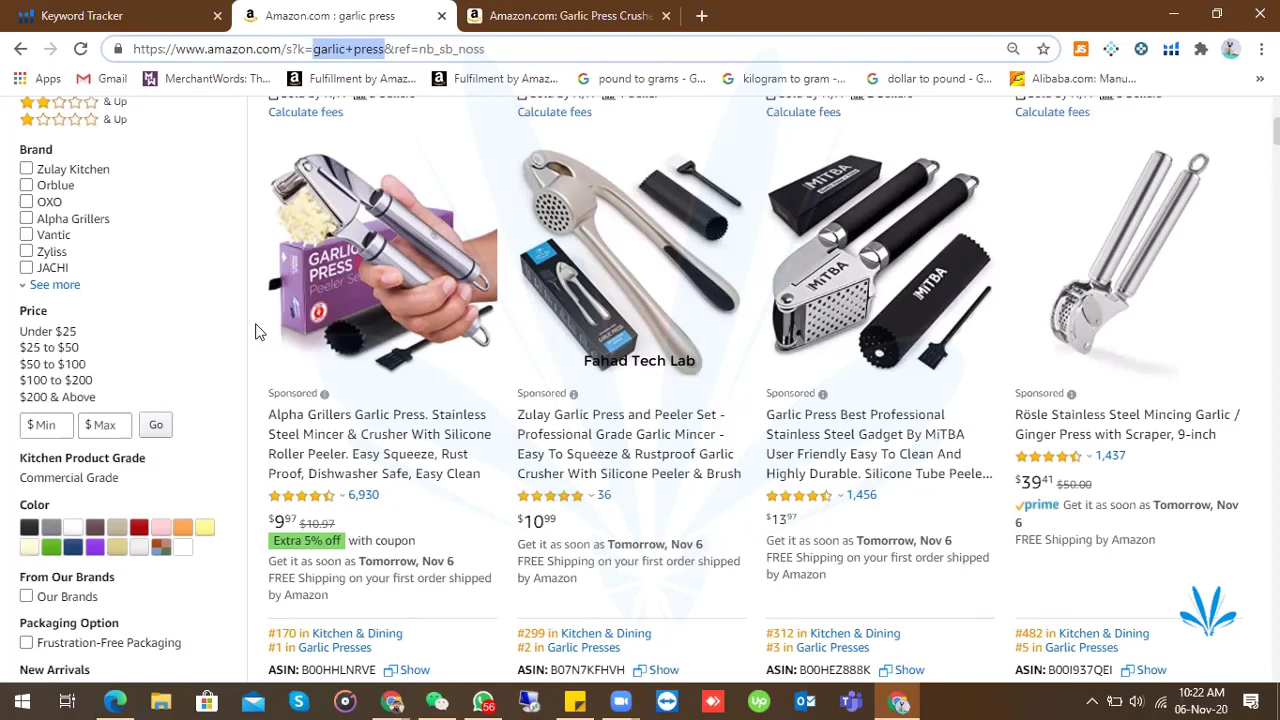 Keyword Tracker
Amazon.com : garlic press
Amazon.com: Garlic Press Crushe
https://www.amazon.com/s?k=garlic+press&ref=nb_sb_noss
Apps
Gmail
MerchantWords: Th...
Fulfillment by Amaz...
Fulfilment by Amaz...
pound to grams - G...
kilogram to gram -...
dollar to pound - G...
Alibaba.com: Manu...
& Up
& Up
Calculate fees
Calculate fees
Calculate fees
Calculate fees
Brand
Zulay Kitchen
Orblue
OXO
Alpha Grillers
Vantic
Zyliss
JACHI
See more
Price
Under $25
$25 to $50
$50 to $100
$100 to $200
$200 & Above
$ Min
$ Max
Go
Kitchen Product Grade
Commercial Grade
Color
From Our Brands
Our Brands
Packaging Option
Frustration-Free Packaging
New Arrivals
GARLIC
PRESS
Peeler Set
MiTBA
MiTBA
MiTBA
Fahad Tech Lab
Sponsored
Alpha Grillers Garlic Press. Stainless
Steel Mincer & Crusher With Silicone
Roller Peeler. Easy Squeeze, Rust
Proof, Dishwasher Safe, Easy Clean
6,930
$9.97 $10.97
Extra 5% off with coupon
Get it as soon as Tomorrow, Nov 6
FREE Shipping on your first order shipped
by Amazon
#170 in Kitchen & Dining
#1 in Garlic Presses
ASIN: B00HHLNRVE Show
Sponsored
Zulay Garlic Press and Peeler Set -
Professional Grade Garlic Mincer -
Easy To Squeeze & Rustproof Garlic
Crusher With Silicone Peeler & Brush
36
$10.99
Get it as soon as Tomorrow, Nov 6
FREE Shipping on your first order shipped
by Amazon
#299 in Kitchen & Dining
#2 in Garlic Presses
ASIN: B07N7KFHVH Show
Sponsored
Garlic Press Best Professional
Stainless Steel Gadget By MiTBA
User Friendly Easy To Clean And
Highly Durable. Silicone Tube Peele...
1,456
$13.97
Get it as soon as Tomorrow, Nov 6
FREE Shipping on your first order shipped
by Amazon
#312 in Kitchen & Dining
#3 in Garlic Presses
ASIN: B00HEZ888K Show
Sponsored
Rösle Stainless Steel Mincing Garlic /
Ginger Press with Scraper, 9-inch
1,437
$39.41 $50.00
prime Get it as soon as Tomorrow, Nov
6
FREE Shipping by Amazon
#482 in Kitchen & Dining
#5 in Garlic Presses
ASIN: B00I937QEI Show
56
10:22 AM
06-Nov-20